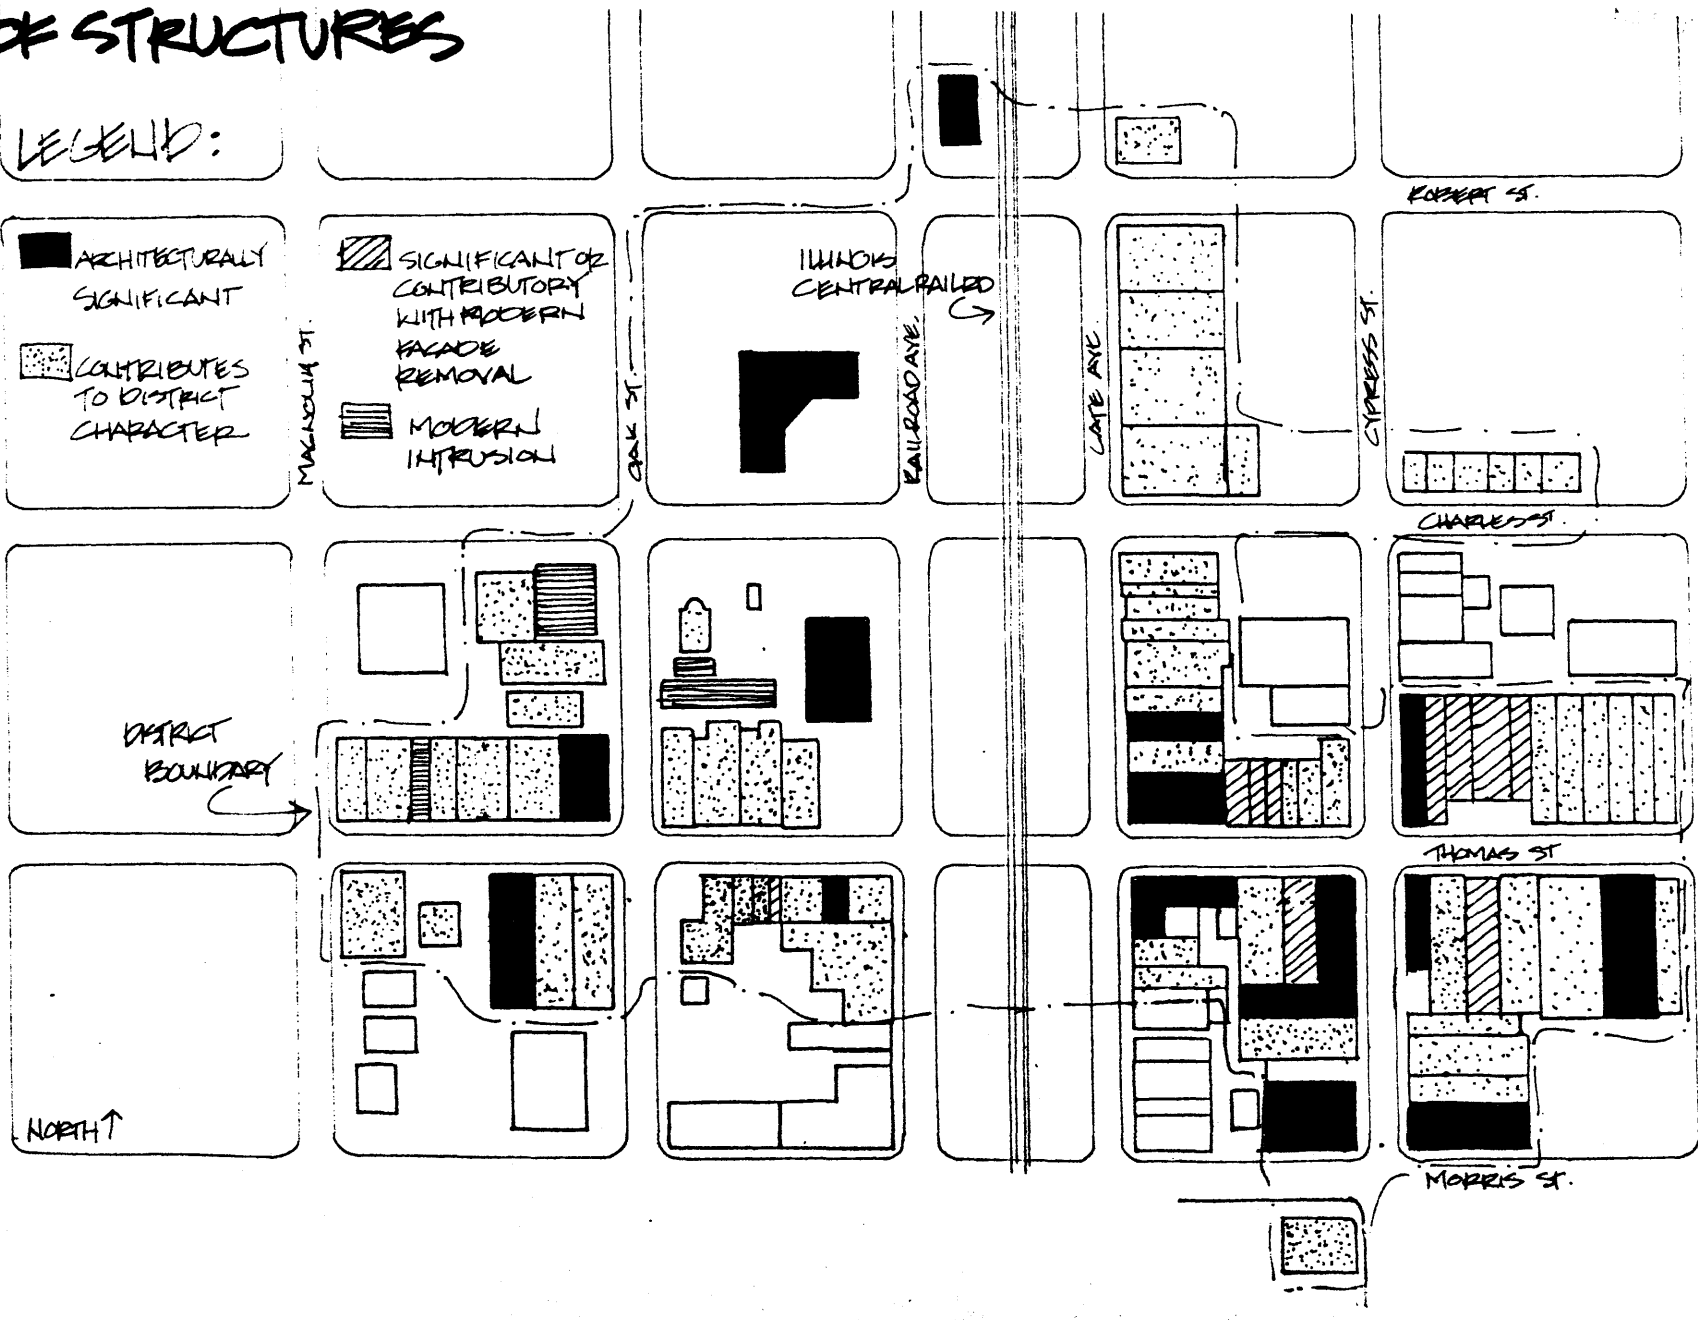 OF STRUCTURES
LEGEND:
ARCHITECTURALLY
SIGNIFICANT
CONTRIBUTES
TO DISTRICT
CHARACTER
SIGNIFICANT OR
CONTRIBUTORY
WITH MODERN
FACADE
REMOVAL
MODERN
INTRUSION
MAGNOLIA ST.
OAK ST.
ILLINOIS
CENTRAL RAILRD
RAILROAD AVE.
CATE AVE.
CYPRESS ST.
ROBERT ST.
CHARLES ST.
DISTRICT
BOUNDARY
THOMAS ST
NORTH
MORRIS ST.